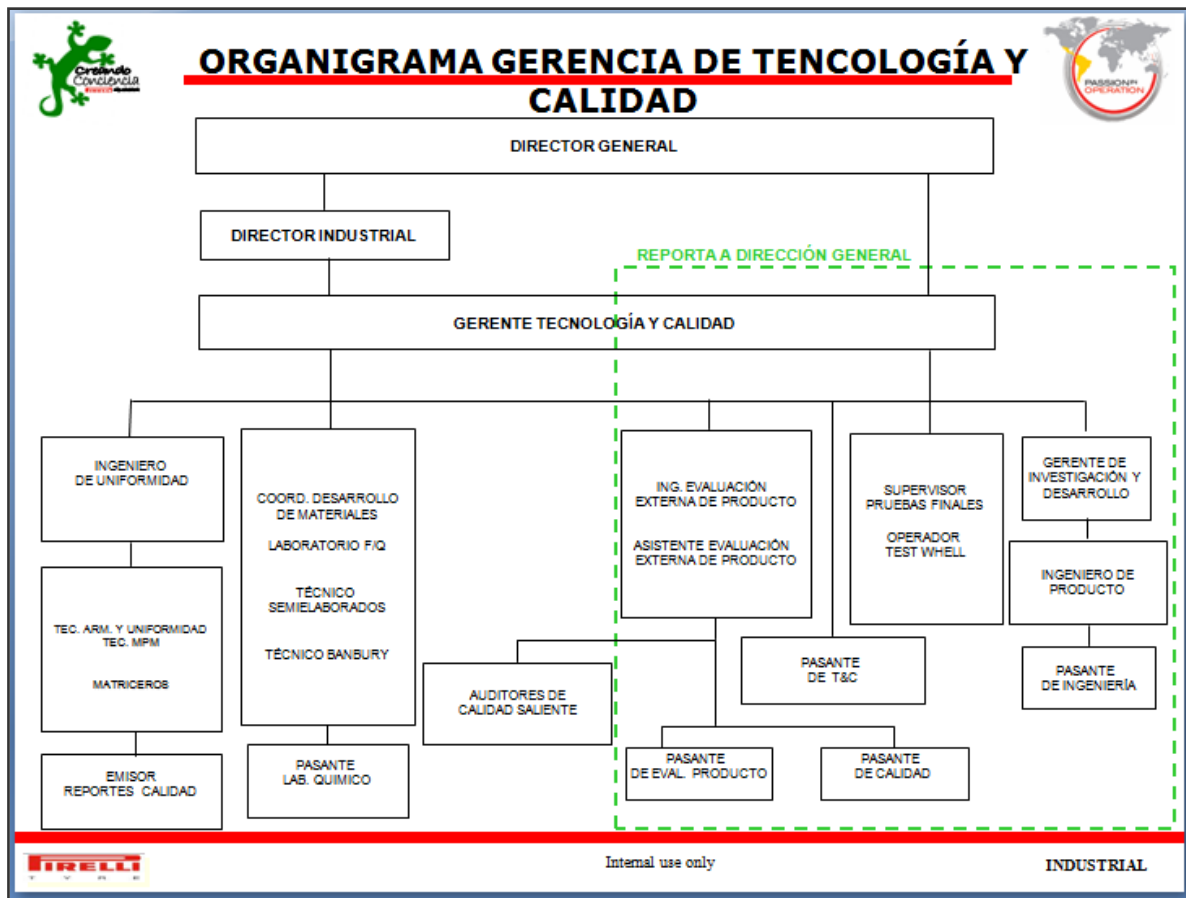 Creando
Conciencia
ORGANIGRAMA GERENCIA DE TENCOLOGÍA Y
CALIDAD
PASSION
OPERATION
DIRECTOR GENERAL
DIRECTOR INDUSTRIAL
REPORTA A DIRECCIÓN GENERAL
GERENTE TECNOLOGÍA Y CALIDAD
INGENIERO
DE UNIFORMIDAD
COORD. DESARROLLO
DE MATERIALES
LABORATORIO F/Q
TÉCNICO
SEMIELABORADOS
TÉCNICO BANBURY
ING. EVALUACIÓN
EXTERNA DE PRODUCTO
ASISTENTE EVALUACIÓN
EXTERNA DE PRODUCTO
SUPERVISOR
PRUEBAS FINALES
OPERADOR
TEST WHELL
GERENTE DE
INVESTIGACIÓN Y
DESARROLLO
INGENIERO DE
PRODUCTO
TEC. ARM. Y UNIFORMIDAD
TEC. MPM
MATRICEROS
AUDITORES DE
CALIDAD SALIENTE
PASANTE
DE T&C
PASANTE
DE INGENIERÍA
EMISOR
REPORTES CALIDAD
PASANTE
LAB. QUIMICO
PASANTE
DE EVAL. PRODUCTO
PASANTE
DE CALIDAD
PIRELLI
TYRE
Internal use only
INDUSTRIAL